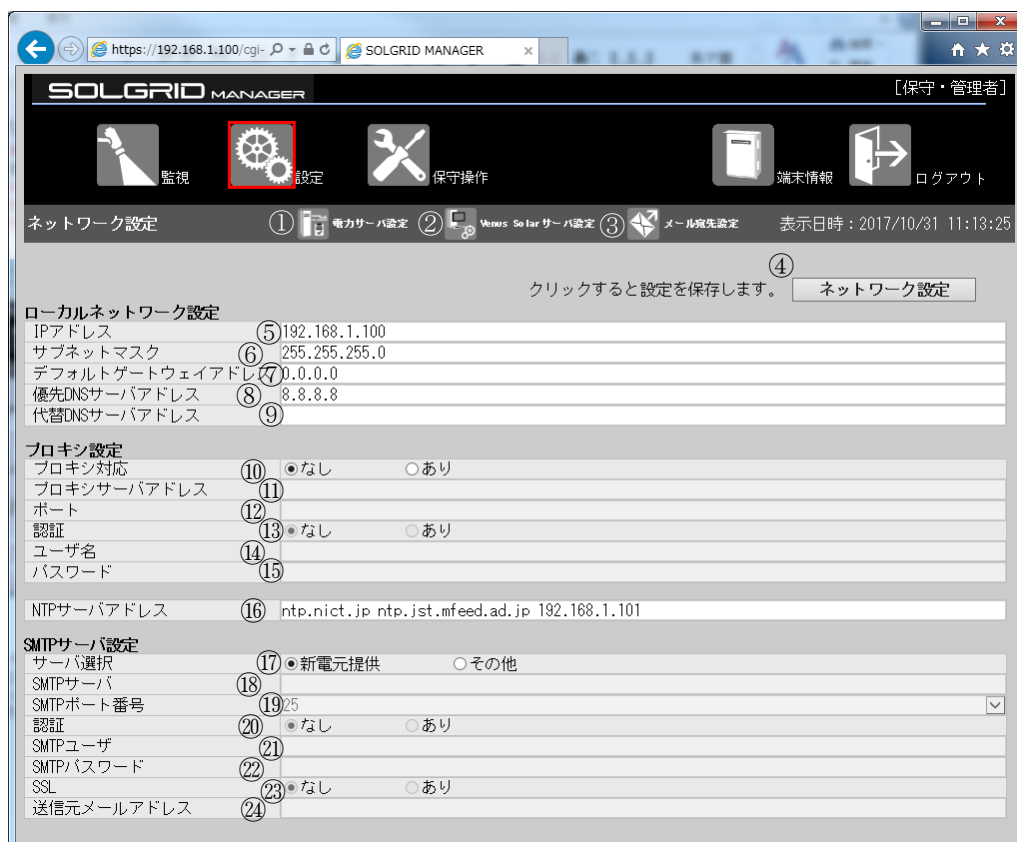 https://192.168.1.100/cgi- SOLGRID MANAGER ×
SOLGRID MANAGER [保守・管理者]
監視 設定 保守操作 端末情報 ログアウト
ネットワーク設定 ① 電力サーバ設定 ② Venus Solarサーバ設定 ③ メール宛先設定 表示日時:2017/10/31 11:13:25
④
クリックすると設定を保存します。 ネットワーク設定
ローカルネットワーク設定
IPアドレス ⑤ 192.168.1.100
サブネットマスク ⑥ 255.255.255.0
デフォルトゲートウェイアドレス ⑦ 0.0.0.0
優先DNSサーバアドレス ⑧ 8.8.8.8
代替DNSサーバアドレス ⑨
プロキシ設定
プロキシ対応 ⑩ なし あり
プロキシサーバアドレス ⑪
ポート ⑫
認証 ⑬ なし あり
ユーザ名 ⑭
パスワード ⑮
NTPサーバアドレス ⑯ ntp.nict.jp ntp.jst.mfeed.ad.jp 192.168.1.101
SMTPサーバ設定
サーバ選択 ⑰ 新電元提供 その他
SMTPサーバ ⑱
SMTPポート番号 ⑲ 25
認証 ⑳ なし あり
SMTPユーザ ㉑
SMTPパスワード ㉒
SSL ㉓ なし あり
送信元メールアドレス ㉔